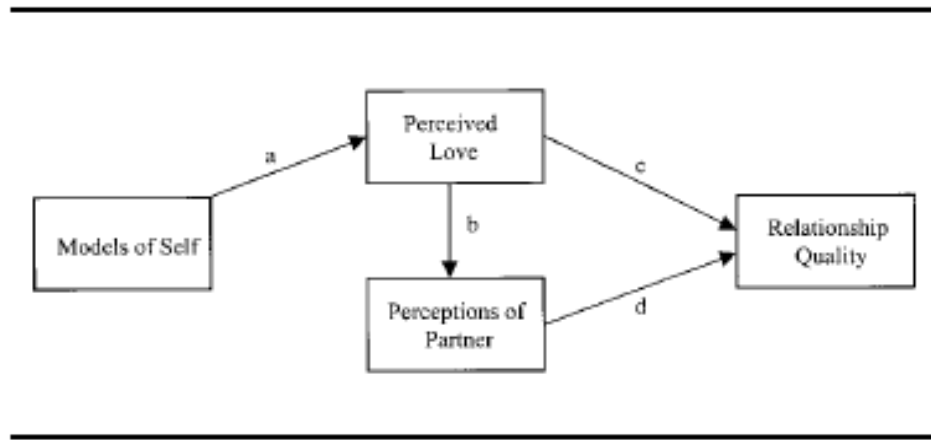 Perceived
Love
a
c
Models of Self
b
Relationship
Quality
Perceptions of
Partner
d